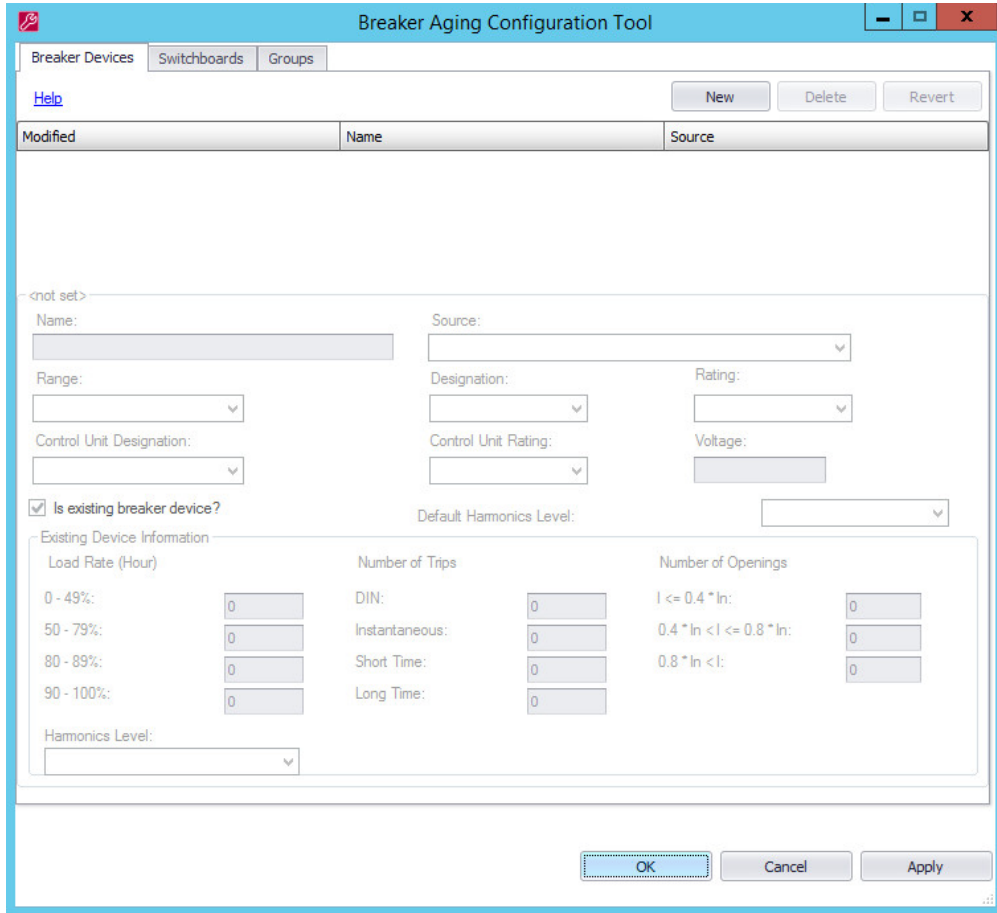 Breaker Aging Configuration Tool
Breaker Devices Switchboards Groups
Help New Delete Revert
Modified Name Source
<not set>
Name: Source:
Range: Designation: Rating:
Control Unit Designation: Control Unit Rating: Voltage:
Is existing breaker device? Default Harmonics Level:
Existing Device Information
Load Rate (Hour) Number of Trips Number of Openings
0 - 49%: 0 DIN: 0 I <= 0.4 * In: 0
50 - 79%: 0 Instantaneous: 0 0.4 * In < I <= 0.8 * In: 0
80 - 89%: 0 Short Time: 0 0.8 * In < I: 0
90 - 100%: 0 Long Time: 0
Harmonics Level:
OK Cancel Apply